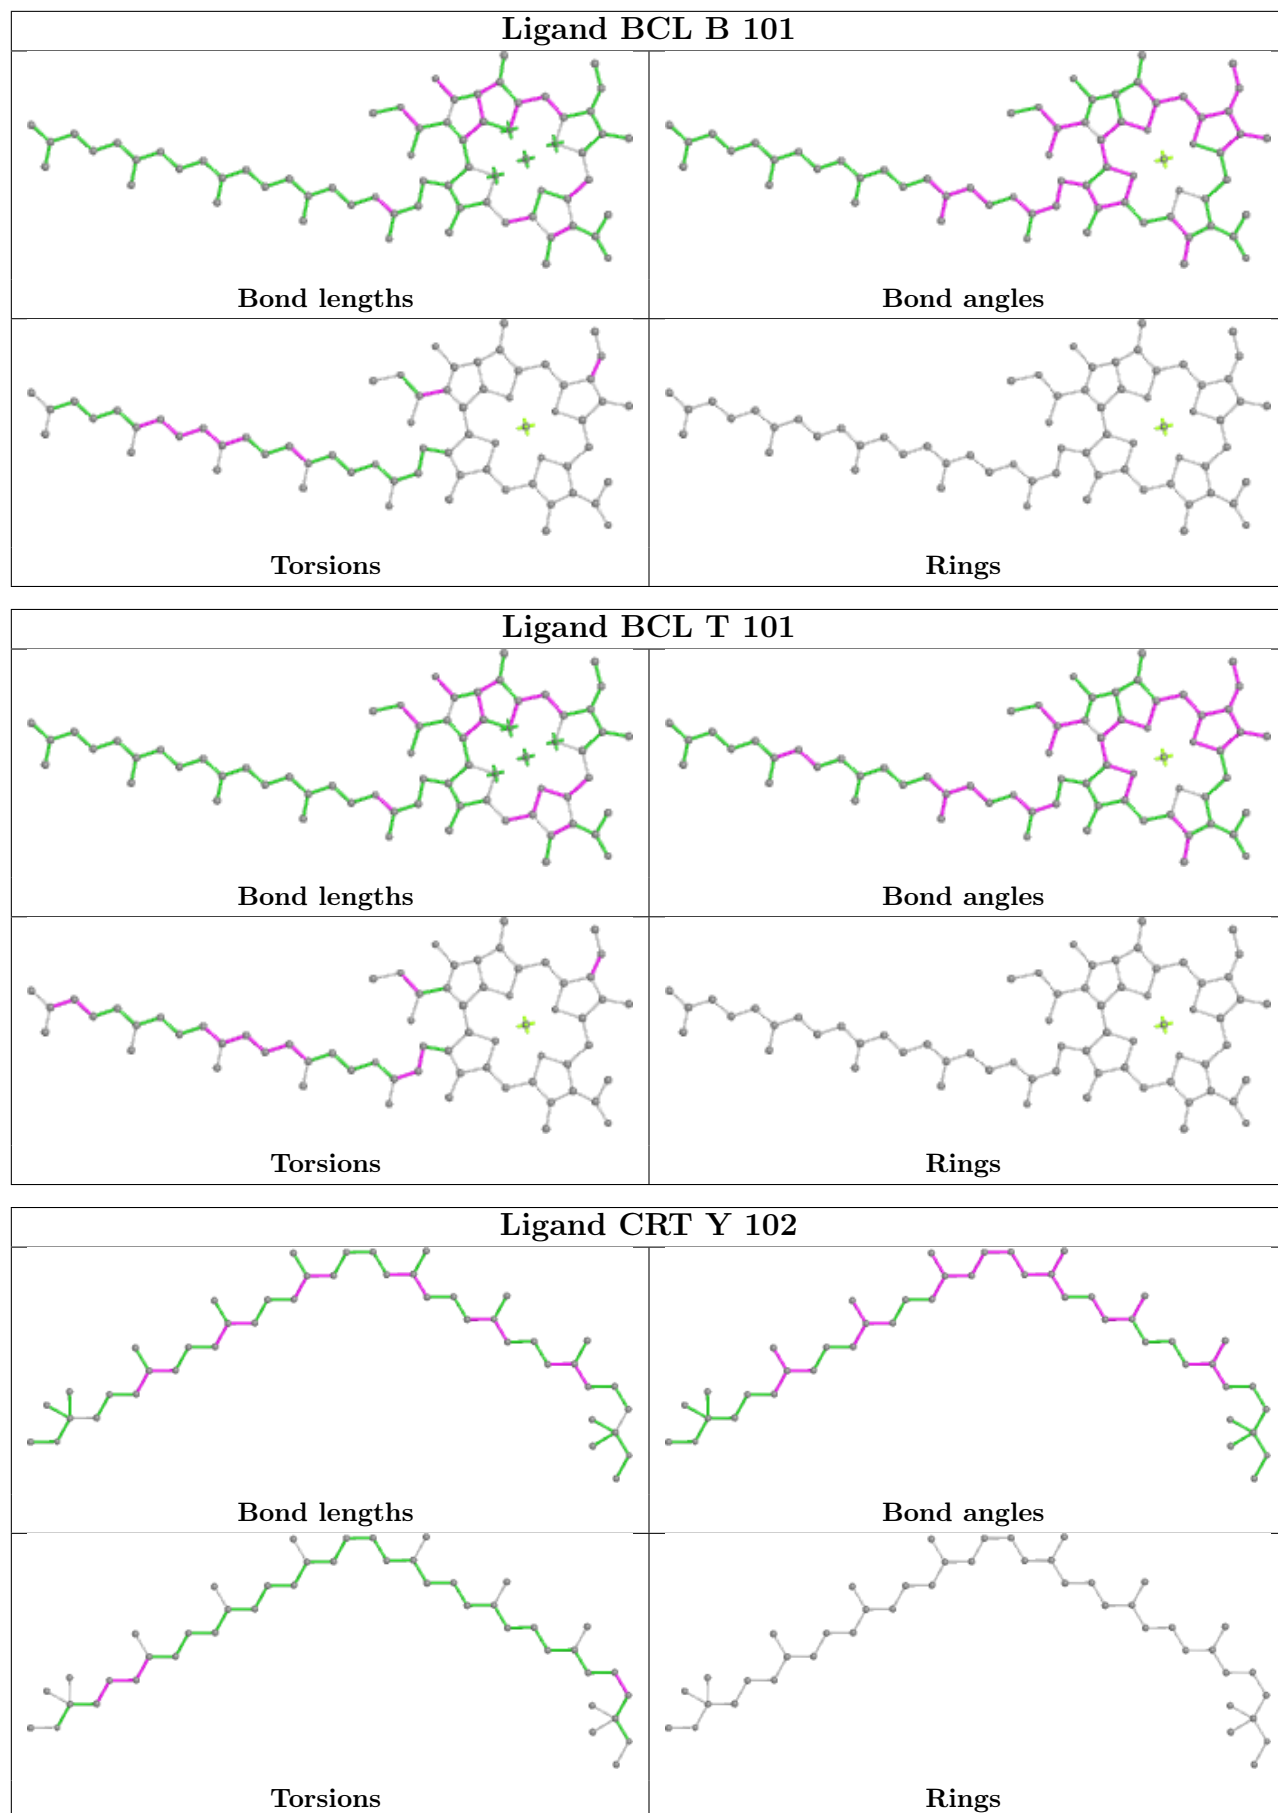 Ligand BCL B 101
Bond lengths
Bond angles
Torsions
Rings
Ligand BCL T 101
Bond lengths
Bond angles
Torsions
Rings
Ligand CRT Y 102
Bond lengths
Bond angles
Torsions
Rings